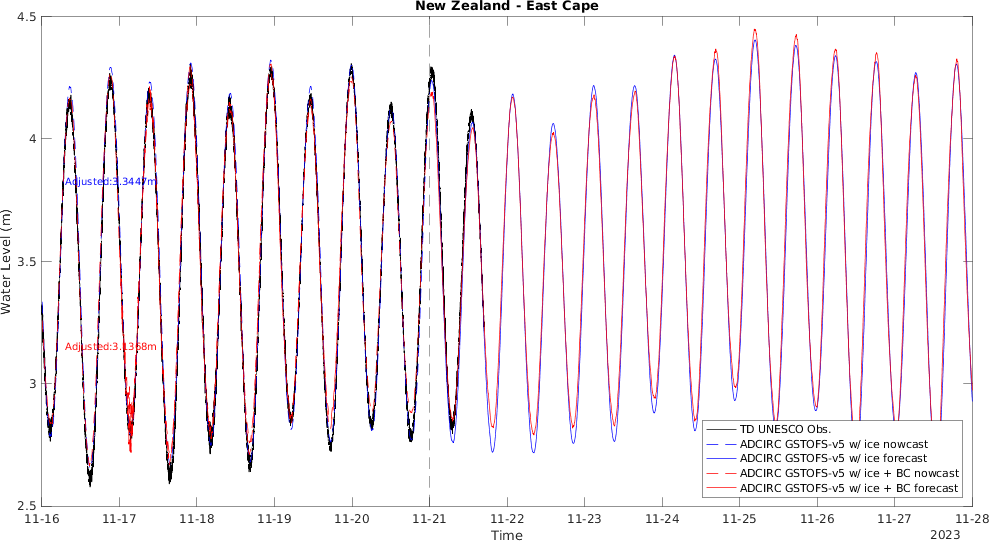 New Zealand - East Cape
4.5
4
3.5
3
2.5
Water Level (m)
Adjusted:3.3447m
Adjusted:3.1368m
TD UNESCO Obs.
ADCIRC GSTOFS-v5 w/ ice nowcast
ADCIRC GSTOFS-v5 w/ ice forecast
ADCIRC GSTOFS-v5 w/ ice + BC nowcast
ADCIRC GSTOFS-v5 w/ ice + BC forecast
11-16 11-17 11-18 11-19 11-20 11-21 11-22 11-23 11-24 11-25 11-26 11-27 11-28
Time
2023